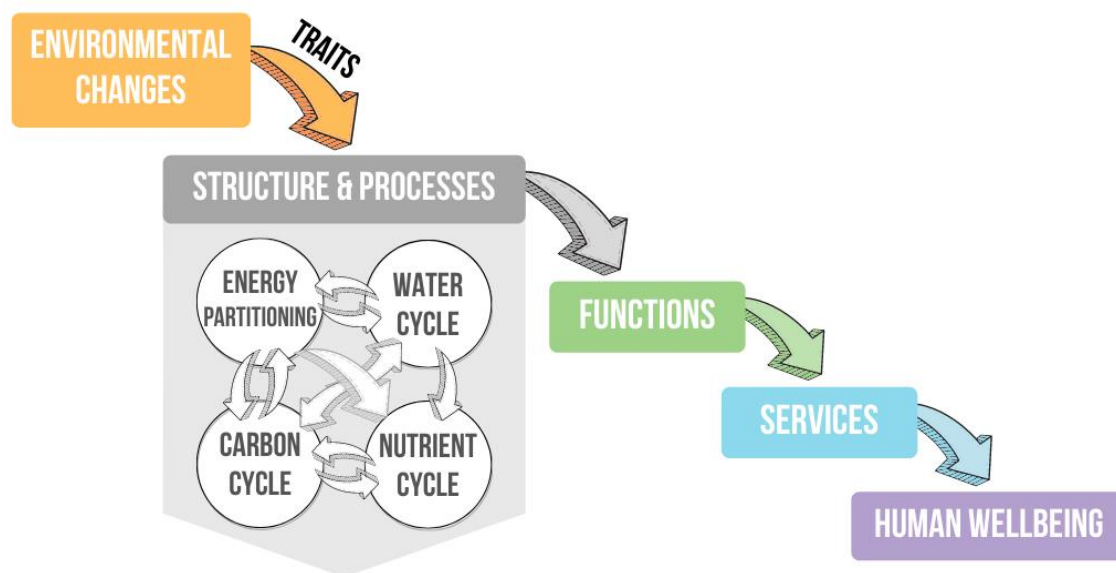 ENVIRONMENTAL
CHANGES
TRAITS
STRUCTURE & PROCESSES
ENERGY
PARTITIONING
WATER
CYCLE
CARBON
CYCLE
NUTRIENT
CYCLE
FUNCTIONS
SERVICES
HUMAN WELLBEING